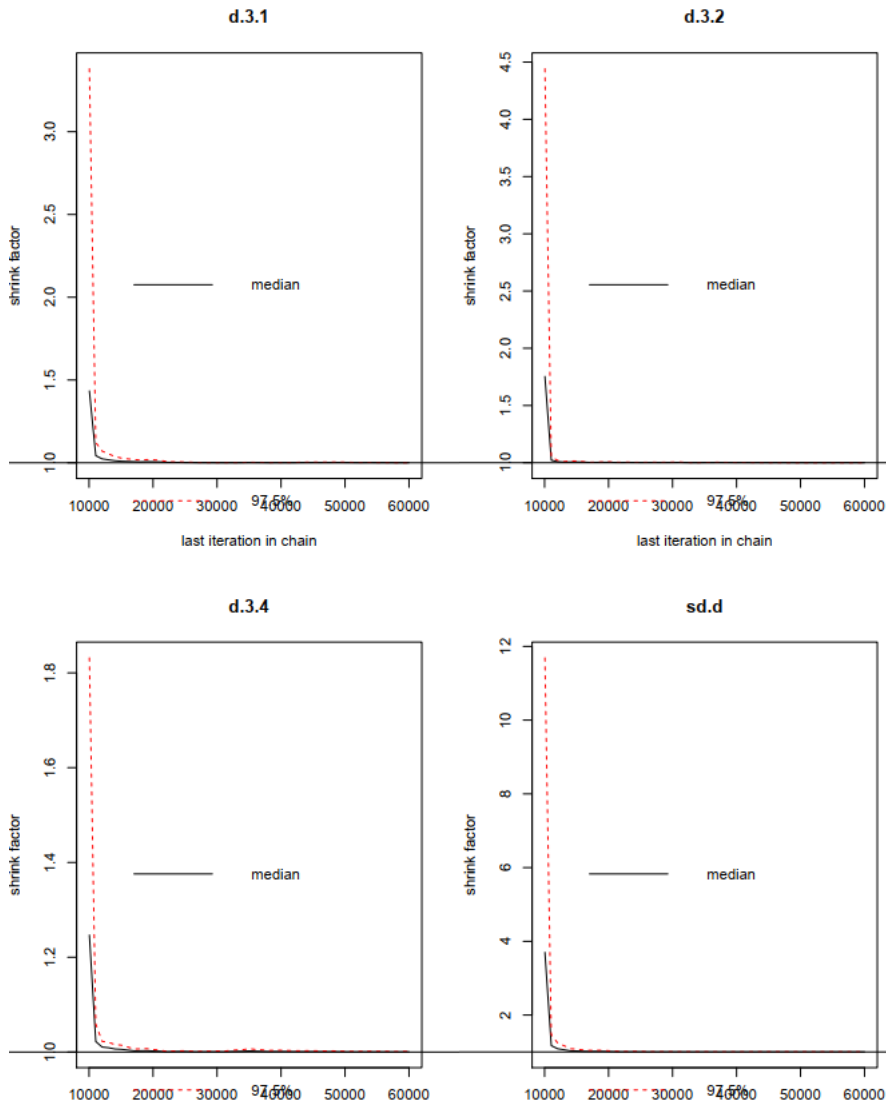 d.3.1
shrink factor
1.0 1.5 2.0 2.5 3.0
median
97.5%
10000 20000 30000 40000 50000 60000
last iteration in chain
d.3.2
shrink factor
1.0 1.5 2.0 2.5 3.0 3.5 4.0 4.5
median
97.5%
10000 20000 30000 40000 50000 60000
last iteration in chain
d.3.4
shrink factor
1.0 1.2 1.4 1.6 1.8
median
97.5%
10000 20000 30000 40000 50000 60000
sd.d
shrink factor
2 4 6 8 10 12
median
97.5%
10000 20000 30000 40000 50000 60000